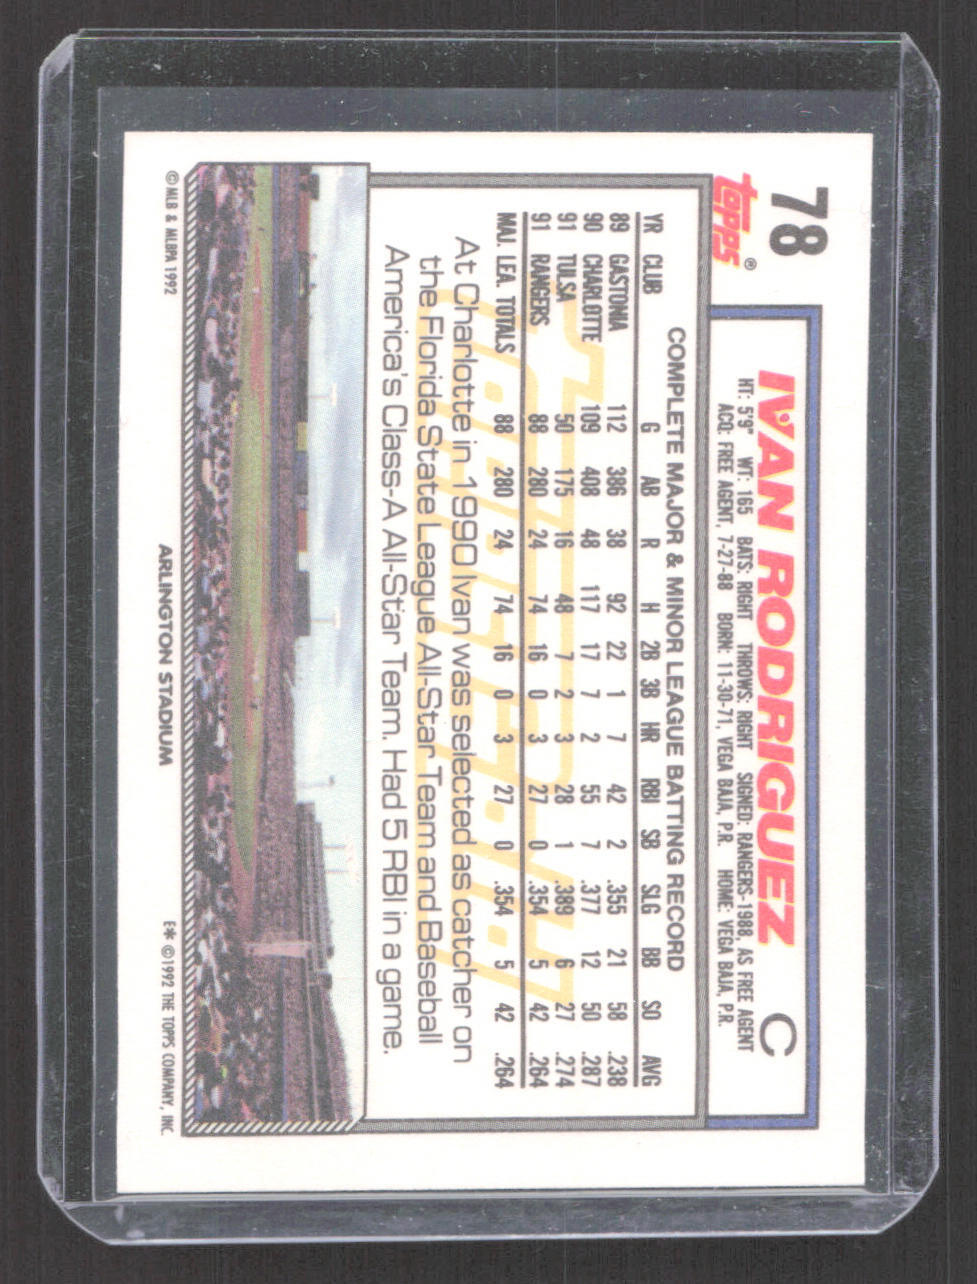 78
topps®
IVAN RODRIGUEZ C
HT: 5'9" WT: 165 BATS: RIGHT THROWS: RIGHT SIGNED: RANGERS-1988, AS FREE AGENT
ACQ: FREE AGENT, 7-27-88 BORN: 11-30-71, VEGA BAJA, P.R. HOME: VEGA BAJA, P.R.
COMPLETE MAJOR & MINOR LEAGUE BATTING RECORD
YR CLUB G AB R H 2B 3B HR RBI SB SLG BB SO AVG
89 GASTONIA 112 386 38 92 22 1 7 42 2 .355 21 58 .238
90 CHARLOTTE 109 408 48 117 17 7 2 55 7 .377 12 50 .287
91 TULSA 50 175 16 48 7 2 3 28 1 .389 6 27 .274
91 RANGERS 88 280 24 74 16 0 3 27 0 .354 5 42 .264
MAJ. LEA. TOTALS 88 280 24 74 16 0 3 27 0 .354 5 42 .264
At Charlotte in 1990 Ivan was selected as catcher on
the Florida State League All-Star Team and Baseball
America's Class-A All-Star Team. Had 5 RBI in a game.
© MLB & MLBPA 1992
ARLINGTON STADIUM
E* ©1992 THE TOPPS COMPANY, INC.